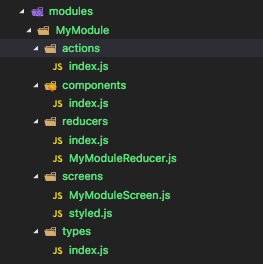 modules
MyModule
actions
JS index.js
components
JS index.js
reducers
JS index.js
JS MyModuleReducer.js
screens
JS MyModuleScreen.js
JS styled.js
types
JS index.js